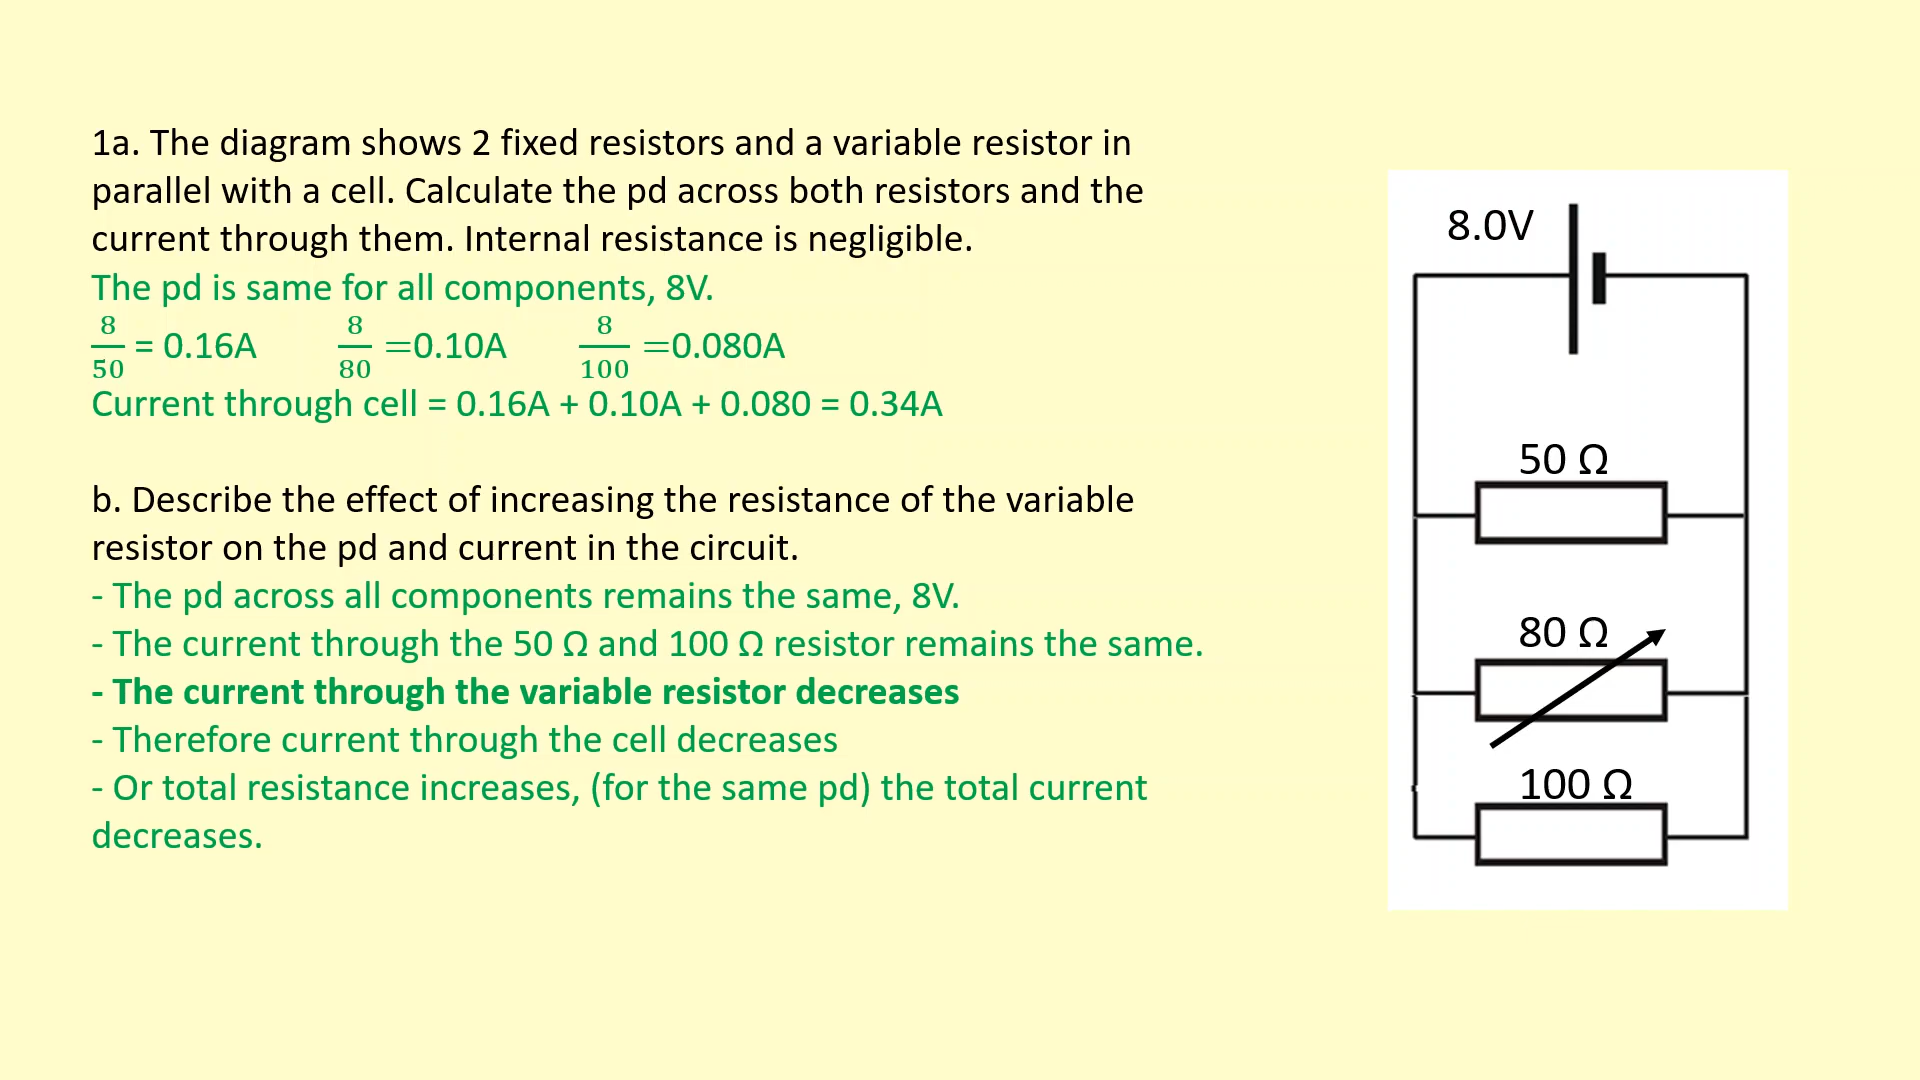 1a. The diagram shows 2 fixed resistors and a variable resistor in
parallel with a cell. Calculate the pd across both resistors and the
current through them. Internal resistance is negligible.
The pd is same for all components, 8V.
8/50 = 0.16A 8/80 =0.10A 8/100 =0.080A
Current through cell = 0.16A + 0.10A + 0.080 = 0.34A
b. Describe the effect of increasing the resistance of the variable
resistor on the pd and current in the circuit.
- The pd across all components remains the same, 8V.
- The current through the 50 Ω and 100 Ω resistor remains the same.
- The current through the variable resistor decreases
- Therefore current through the cell decreases
- Or total resistance increases, (for the same pd) the total current
decreases.
8.0V
50 Ω
80 Ω
100 Ω